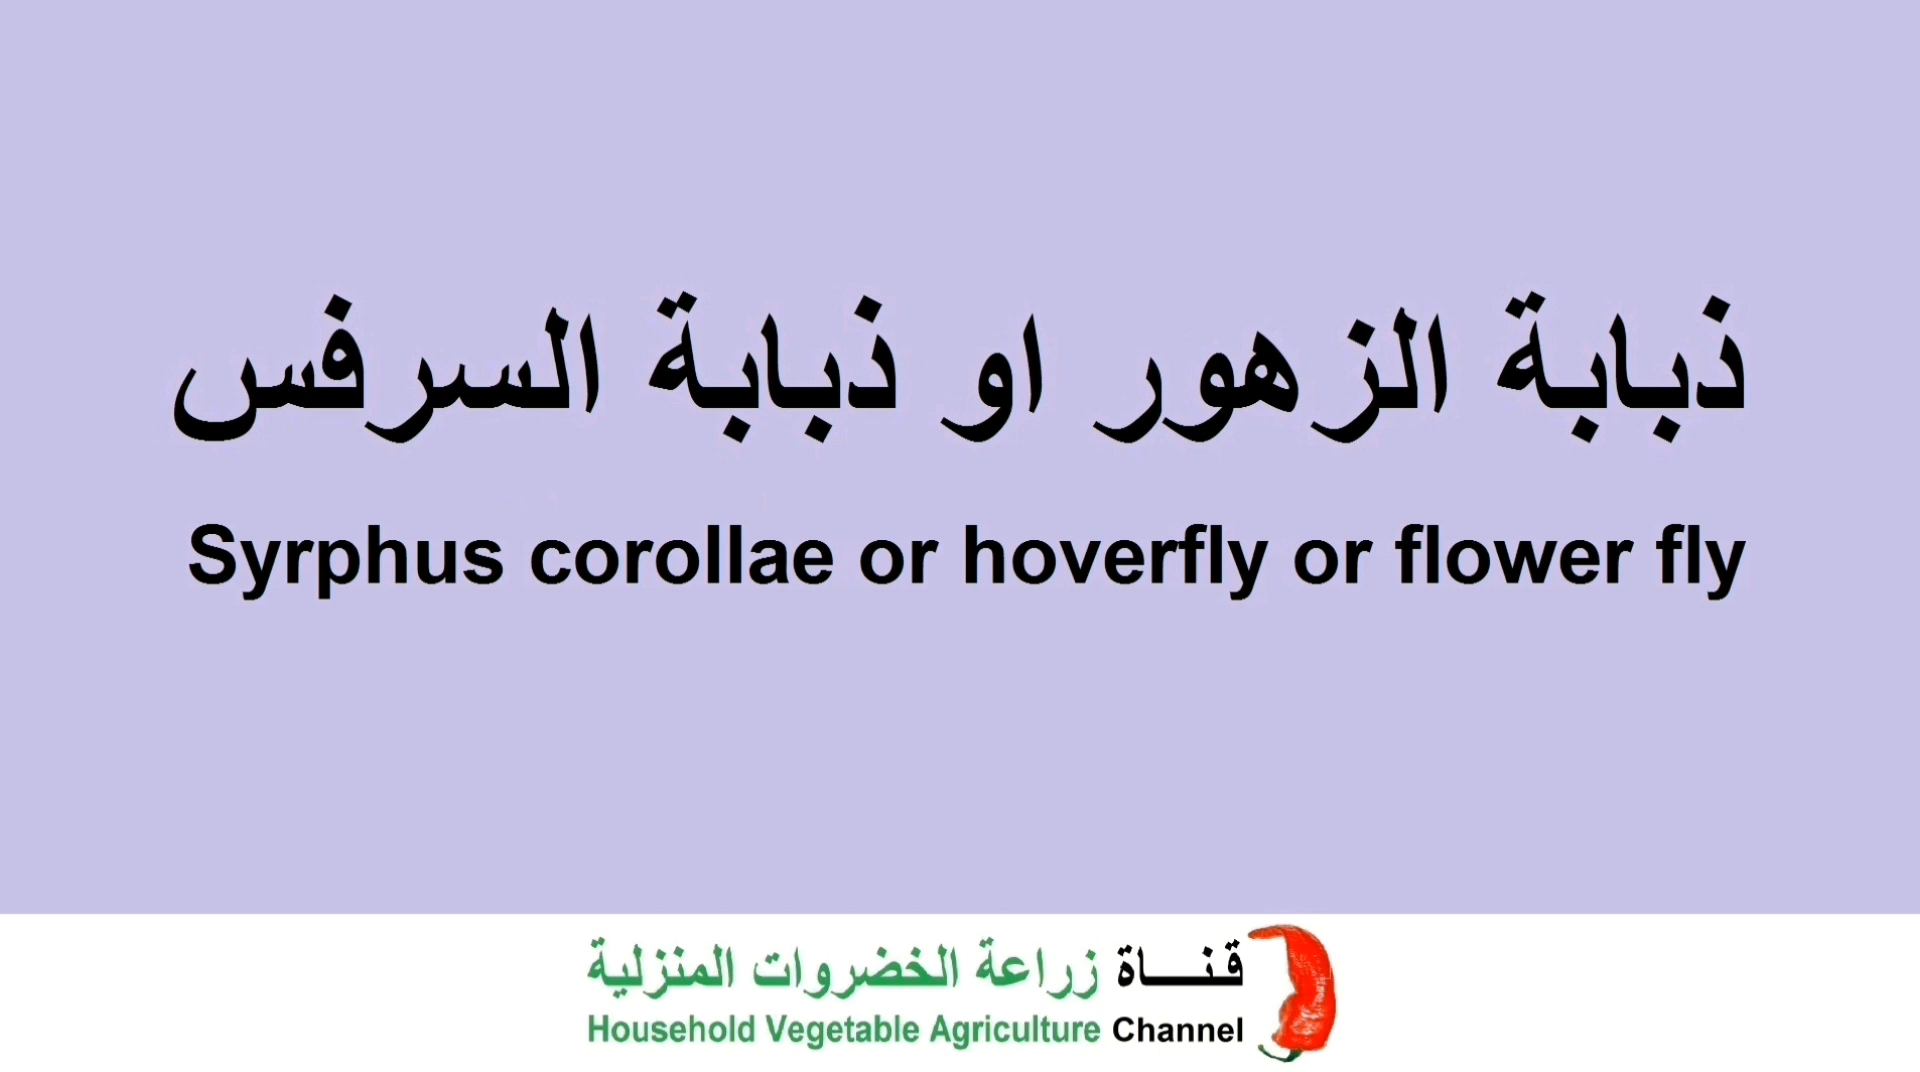 ذبابة الزهور او ذبابة السرفس
Syrphus corollae or hoverfly or flower fly
قنـــاة زراعة الخضروات المنزلية
Household Vegetable Agriculture Channel